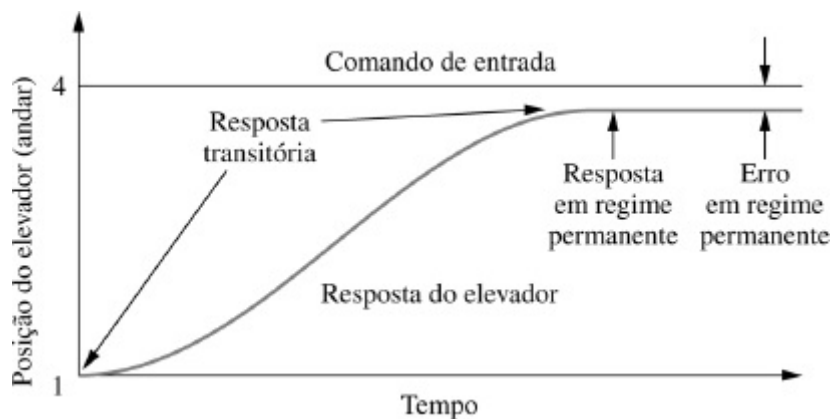 Comando de entrada
4
Resposta
transitória
Resposta
em regime
permanente
Erro
em regime
permanente
Resposta do elevador
Posição do elevador (andar)
1
Tempo